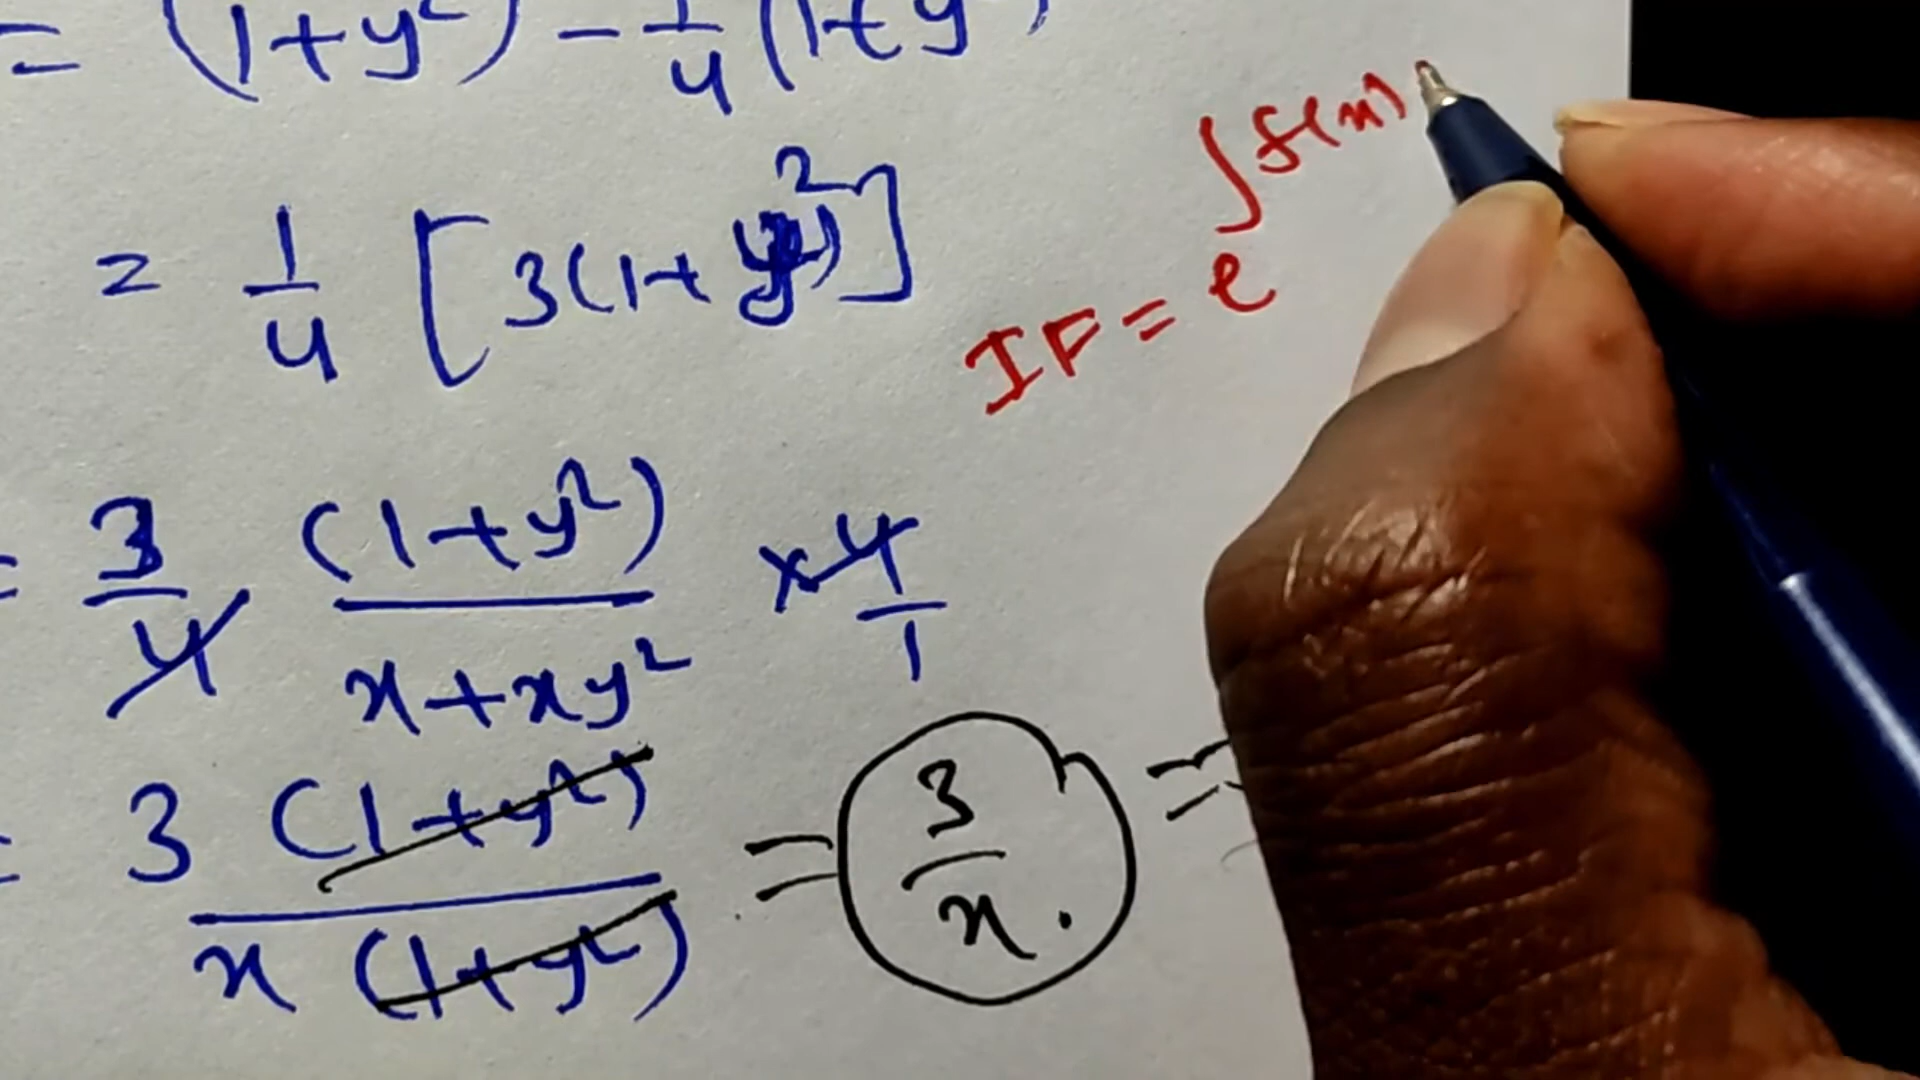 = (1+y²) - 1/4 (1+y
= 1/4 [3(1+y²)]
IF = e^∫f(x)
= 3/4 (1+y²)/(x+xy²) × 4/1
= 3(1+y²)/x(1+y²) = 3/x. =